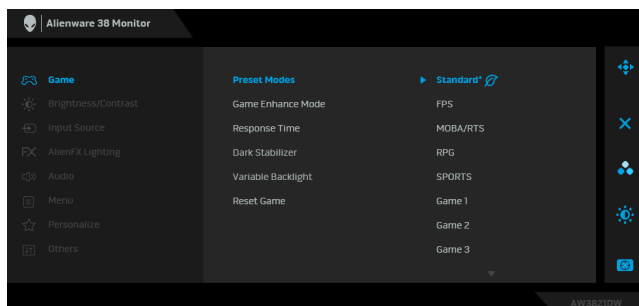 Alienware 38 Monitor
Game
Preset Modes
Standard*
Brightness/Contrast
Game Enhance Mode
FPS
Input Source
Response Time
MOBA/RTS
AlienFX Lighting
Dark Stabilizer
RPG
Audio
Variable Backlight
SPORTS
Menu
Reset Game
Game 1
Personalize
Game 2
Others
Game 3
AW3821DW